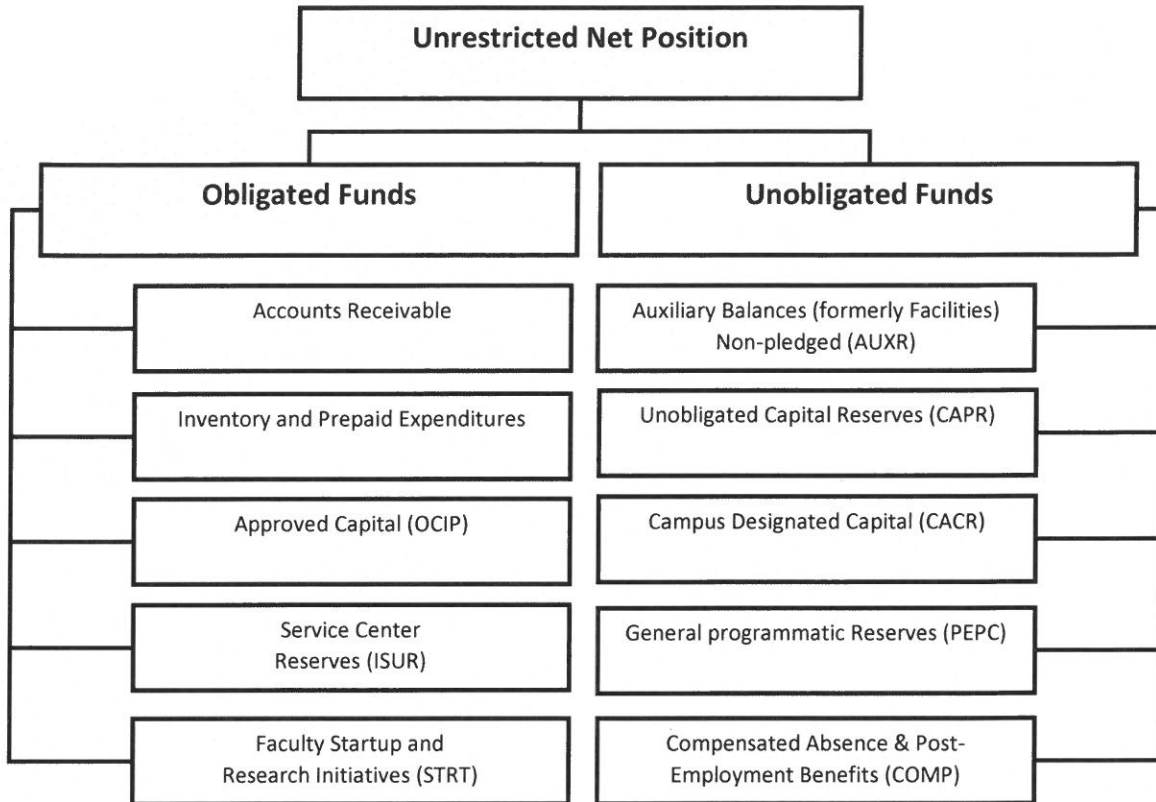 Unrestricted Net Position
Obligated Funds
Unobligated Funds
Accounts Receivable
Auxiliary Balances (formerly Facilities)
Non-pledged (AUXR)
Inventory and Prepaid Expenditures
Unobligated Capital Reserves (CAPR)
Approved Capital (OCIP)
Campus Designated Capital (CACR)
Service Center
Reserves (ISUR)
General programmatic Reserves (PEPC)
Faculty Startup and
Research Initiatives (STRT)
Compensated Absence & Post-
Employment Benefits (COMP)